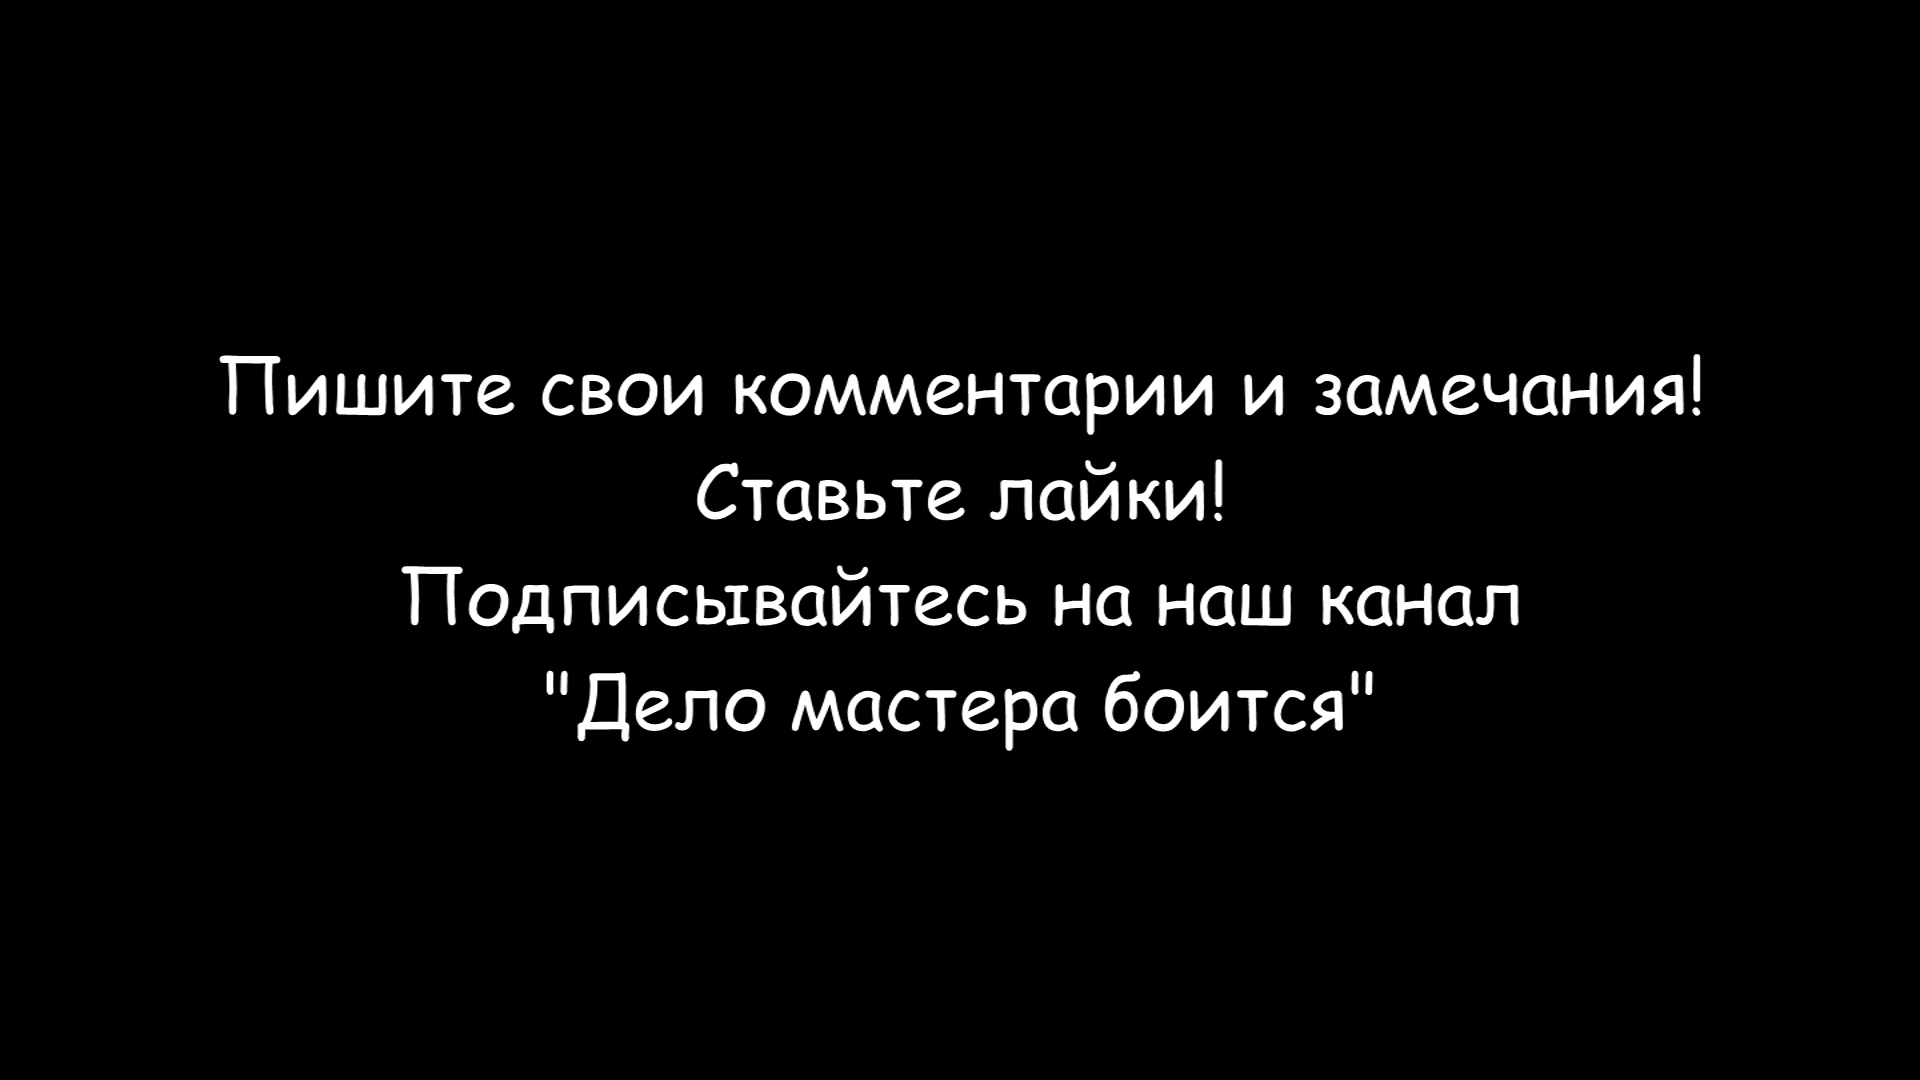 Пишите свои комментарии и замечания!
Ставьте лайки!
Подписывайтесь на наш канал
"Дело мастера боится"